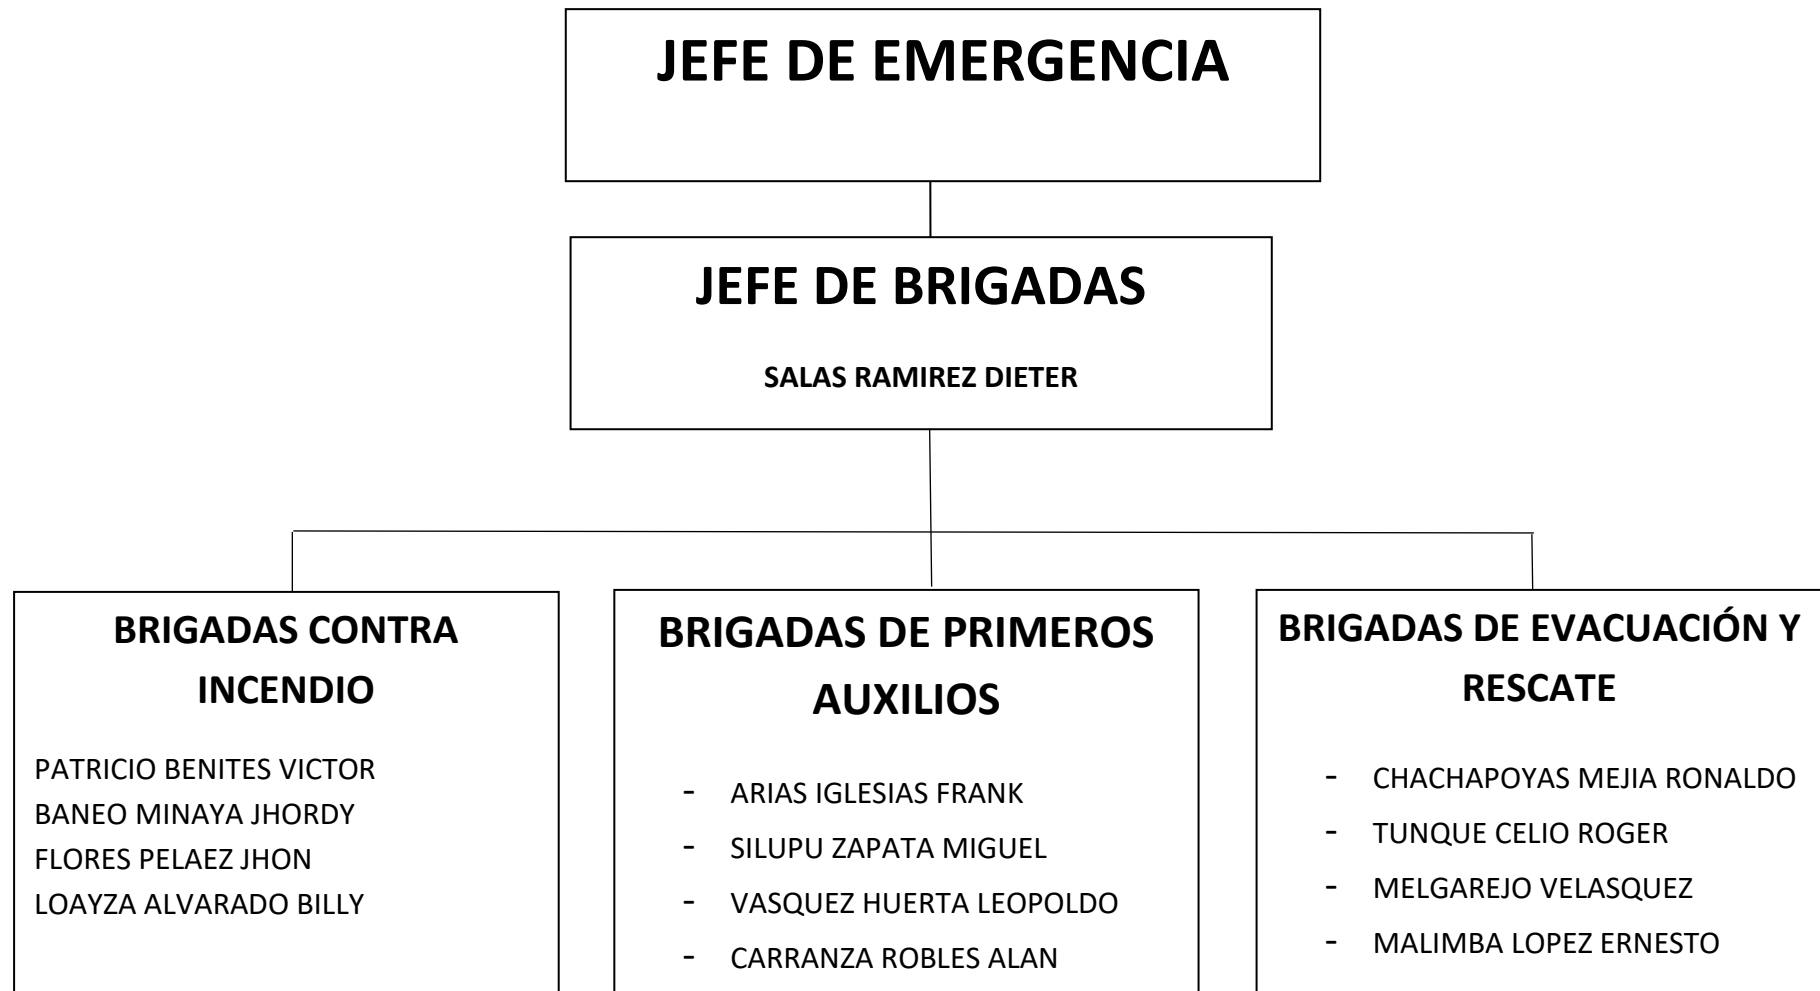 JEFE DE EMERGENCIA
JEFE DE BRIGADAS
SALAS RAMIREZ DIETER
BRIGADAS CONTRA
INCENDIO
PATRICIO BENITES VICTOR
BANEO MINAYA JHORDY
FLORES PELAEZ JHON
LOAYZA ALVARADO BILLY
BRIGADAS DE PRIMEROS
AUXILIOS
- ARIAS IGLESIAS FRANK
- SILUPU ZAPATA MIGUEL
- VASQUEZ HUERTA LEOPOLDO
- CARRANZA ROBLES ALAN
BRIGADAS DE EVACUACIÓN Y
RESCATE
- CHACHAPOYAS MEJIA RONALDO
- TUNQUE CELIO ROGER
- MELGAREJO VELASQUEZ
- MALIMBA LOPEZ ERNESTO